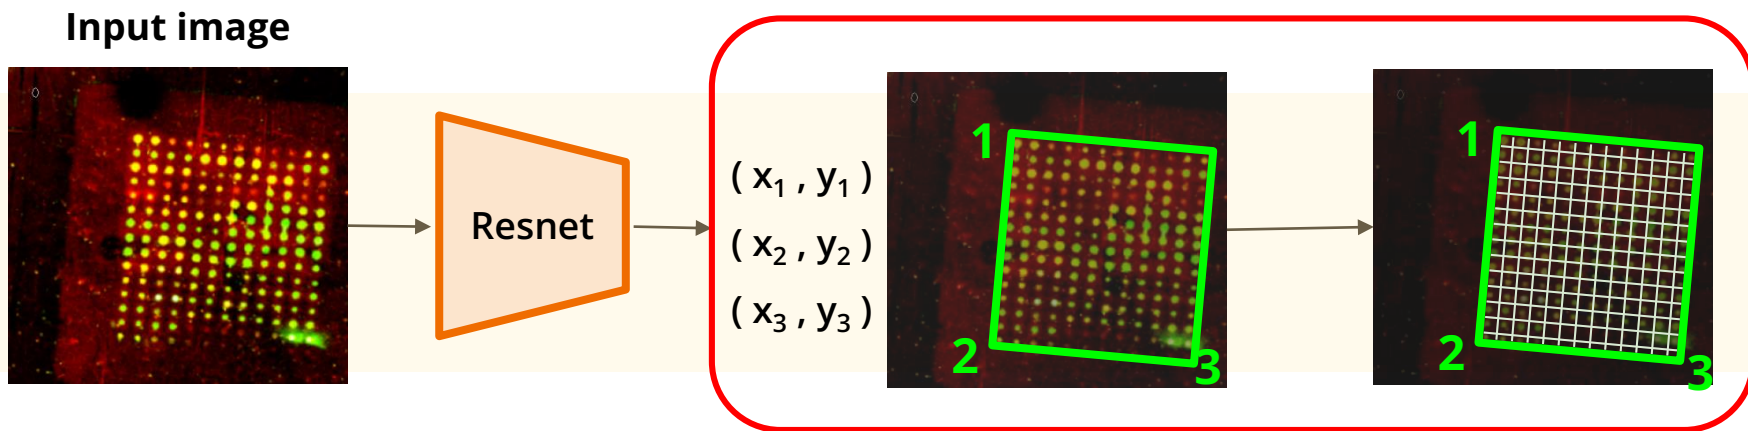 Input image
Resnet
( x₁ , y₁ )
( x₂ , y₂ )
( x₃ , y₃ )
1
2
3
1
2
3